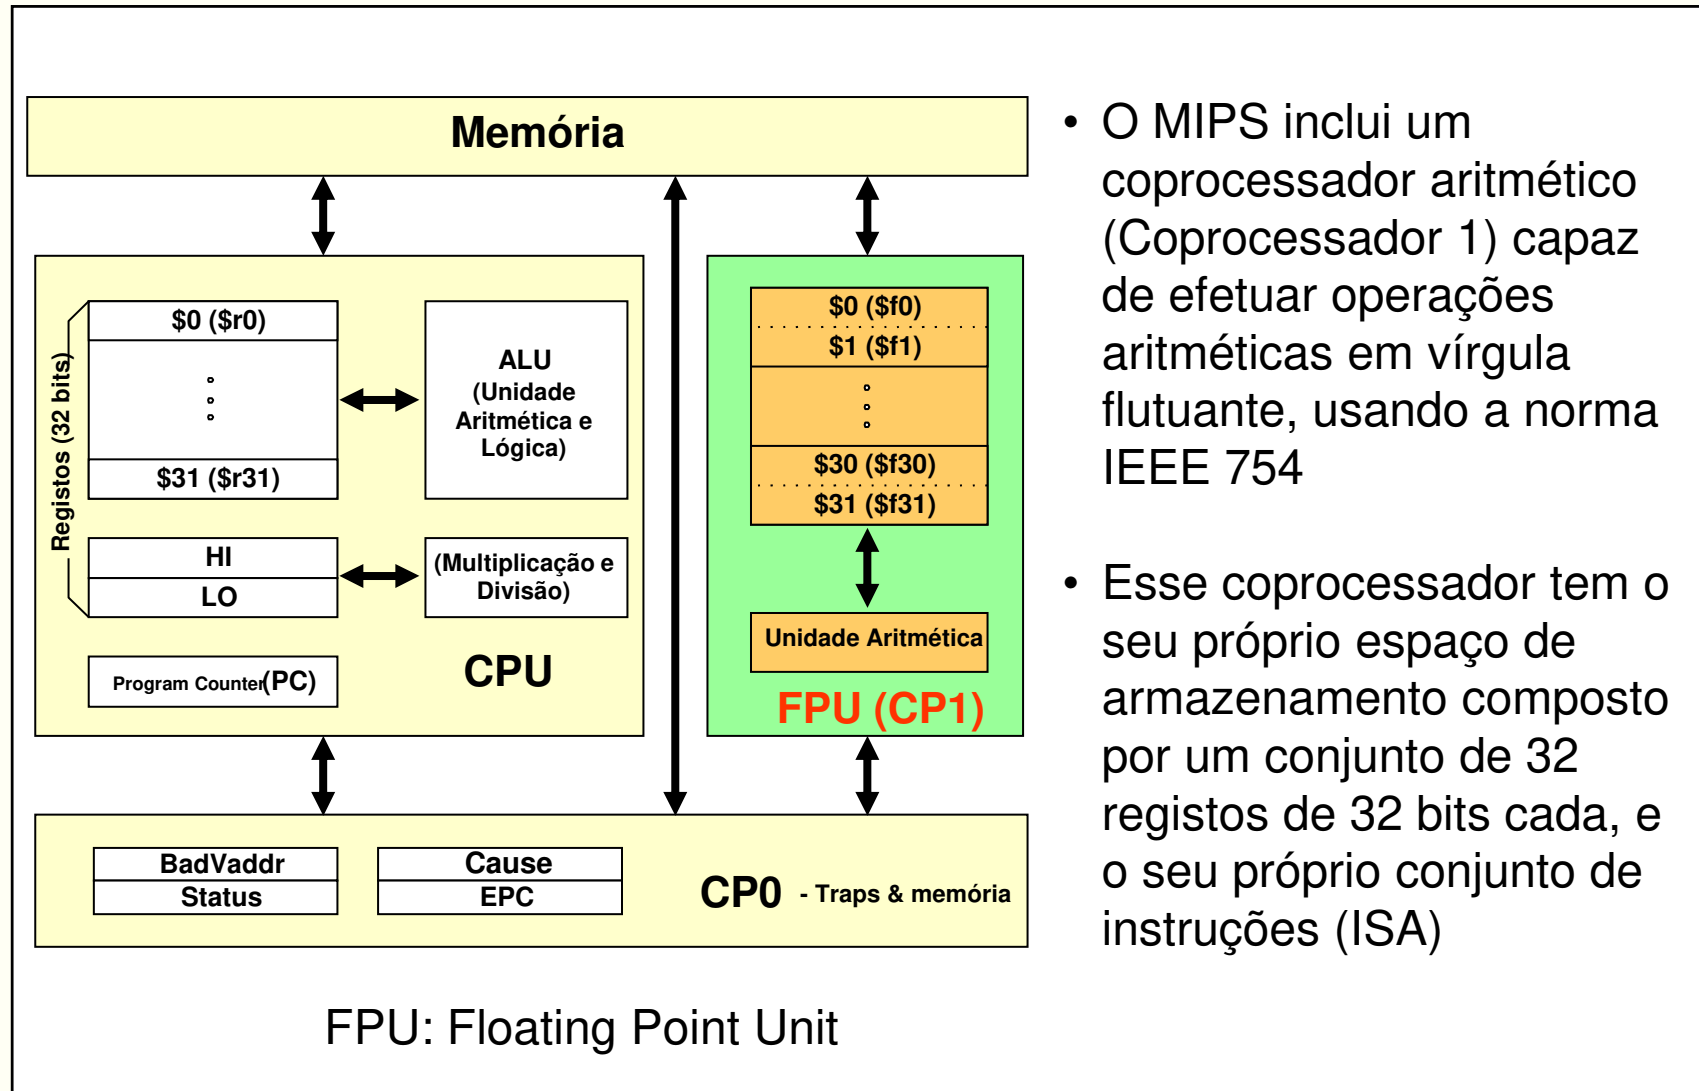 Memória
Registos (32 bits)
$0 ($r0)
$31 ($r31)
ALU
(Unidade
Aritmética e
Lógica)
HI
LO
(Multiplicação e
Divisão)
Program Counter(PC)
CPU
$0 ($f0)
$1 ($f1)
$30 ($f30)
$31 ($f31)
Unidade Aritmética
FPU (CP1)
BadVaddr
Status
Cause
EPC
CP0 - Traps & memória
FPU: Floating Point Unit
• O MIPS inclui um
coprocessador aritmético
(Coprocessador 1) capaz
de efetuar operações
aritméticas em vírgula
flutuante, usando a norma
IEEE 754
• Esse coprocessador tem o
seu próprio espaço de
armazenamento composto
por um conjunto de 32
registos de 32 bits cada, e
o seu próprio conjunto de
instruções (ISA)